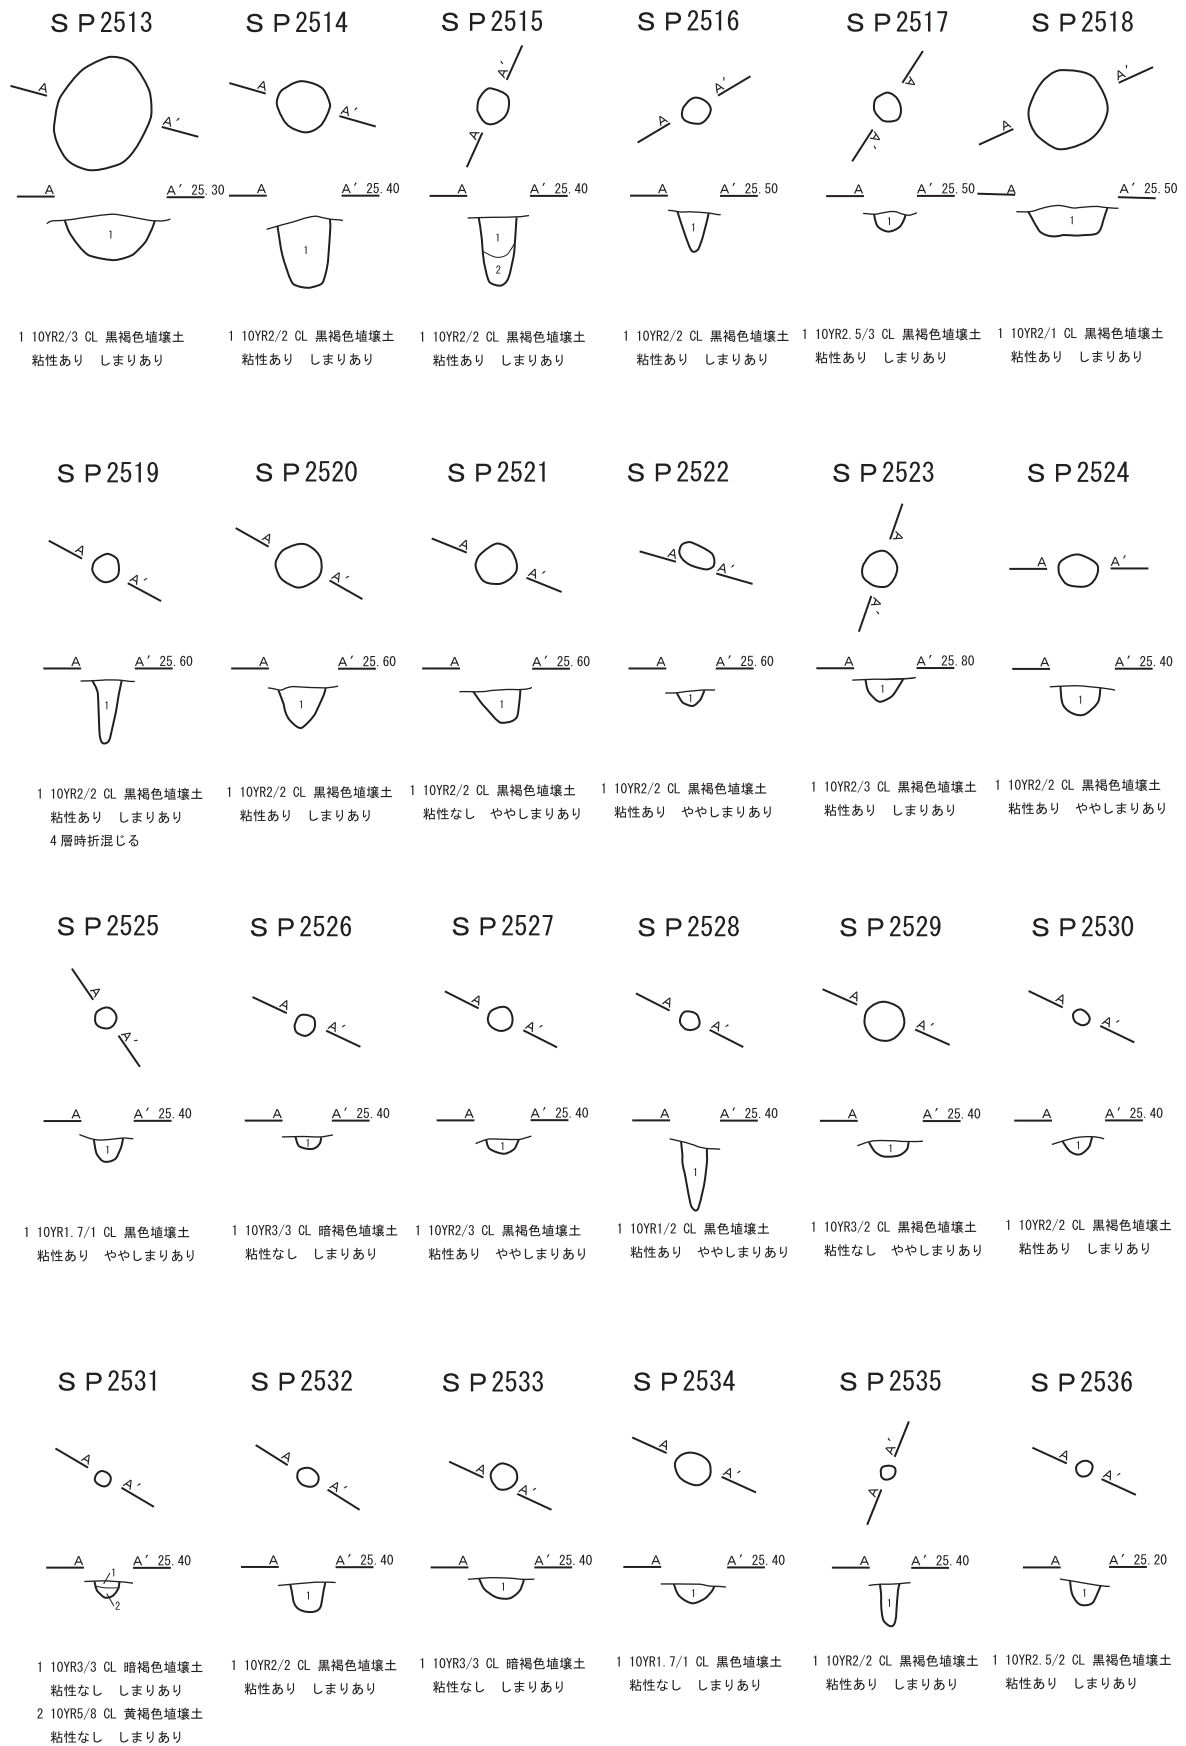 ＳＰ2513 ＳＰ2514 ＳＰ2515 ＳＰ2516 ＳＰ2517 ＳＰ2518
A A′ A A′ A′ A A A′ A A′ A A′
A A′ 25.30 A A′ 25.40 A A′ 25.40 A A′ 25.50 A A′ 25.50 A A′ 25.50
1 1 1 2 1 1 1
1 10YR2/3 CL 黒褐色埴壌土
粘性あり　しまりあり
1 10YR2/2 CL 黒褐色埴壌土
粘性あり　しまりあり
1 10YR2/2 CL 黒褐色埴壌土
粘性あり　しまりあり
1 10YR2/2 CL 黒褐色埴壌土
粘性あり　しまりあり
1 10YR2.5/3 CL 黒褐色埴壌土
粘性あり　しまりあり
1 10YR2/1 CL 黒褐色埴壌土
粘性あり　しまりあり
ＳＰ2519 ＳＰ2520 ＳＰ2521 ＳＰ2522 ＳＰ2523 ＳＰ2524
A A′ A A′ A A′ A A′ A A′ A A′
A A′ 25.60 A A′ 25.60 A A′ 25.60 A A′ 25.60 A A′ 25.80 A A′ 25.40
1 1 1 1 1 1
1 10YR2/2 CL 黒褐色埴壌土
粘性あり　しまりあり
4層時折混じる
1 10YR2/2 CL 黒褐色埴壌土
粘性あり　しまりあり
1 10YR2/2 CL 黒褐色埴壌土
粘性なし　ややしまりあり
1 10YR2/2 CL 黒褐色埴壌土
粘性あり　ややしまりあり
1 10YR2/3 CL 黒褐色埴壌土
粘性あり　しまりあり
1 10YR2/2 CL 黒褐色埴壌土
粘性あり　ややしまりあり
ＳＰ2525 ＳＰ2526 ＳＰ2527 ＳＰ2528 ＳＰ2529 ＳＰ2530
A A′ A A′ A A′ A A′ A A′ A A′
A A′ 25.40 A A′ 25.40 A A′ 25.40 A A′ 25.40 A A′ 25.40 A A′ 25.40
1 1 1 1 1 1
1 10YR1.7/1 CL 黒色埴壌土
粘性あり　ややしまりあり
1 10YR3/3 CL 暗褐色埴壌土
粘性なし　しまりあり
1 10YR2/3 CL 黒褐色埴壌土
粘性あり　ややしまりあり
1 10YR1/2 CL 黒色埴壌土
粘性あり　ややしまりあり
1 10YR3/2 CL 黒褐色埴壌土
粘性なし　ややしまりあり
1 10YR2/2 CL 黒褐色埴壌土
粘性あり　しまりあり
ＳＰ2531 ＳＰ2532 ＳＰ2533 ＳＰ2534 ＳＰ2535 ＳＰ2536
A A′ A A′ A A′ A A′ A′ A A A′
A A′ 25.40 A A′ 25.40 A A′ 25.40 A A′ 25.40 A A′ 25.40 A A′ 25.20
1 2 1 1 1 1 1
1 10YR3/3 CL 暗褐色埴壌土
粘性なし　しまりあり
2 10YR5/8 CL 黄褐色埴壌土
粘性なし　しまりあり
1 10YR2/2 CL 黒褐色埴壌土
粘性あり　しまりあり
1 10YR3/3 CL 暗褐色埴壌土
粘性なし　しまりあり
1 10YR1.7/1 CL 黒色埴壌土
粘性なし　しまりあり
1 10YR2/2 CL 黒褐色埴壌土
粘性あり　しまりあり
1 10YR2.5/2 CL 黒褐色埴壌土
粘性あり　しまりあり